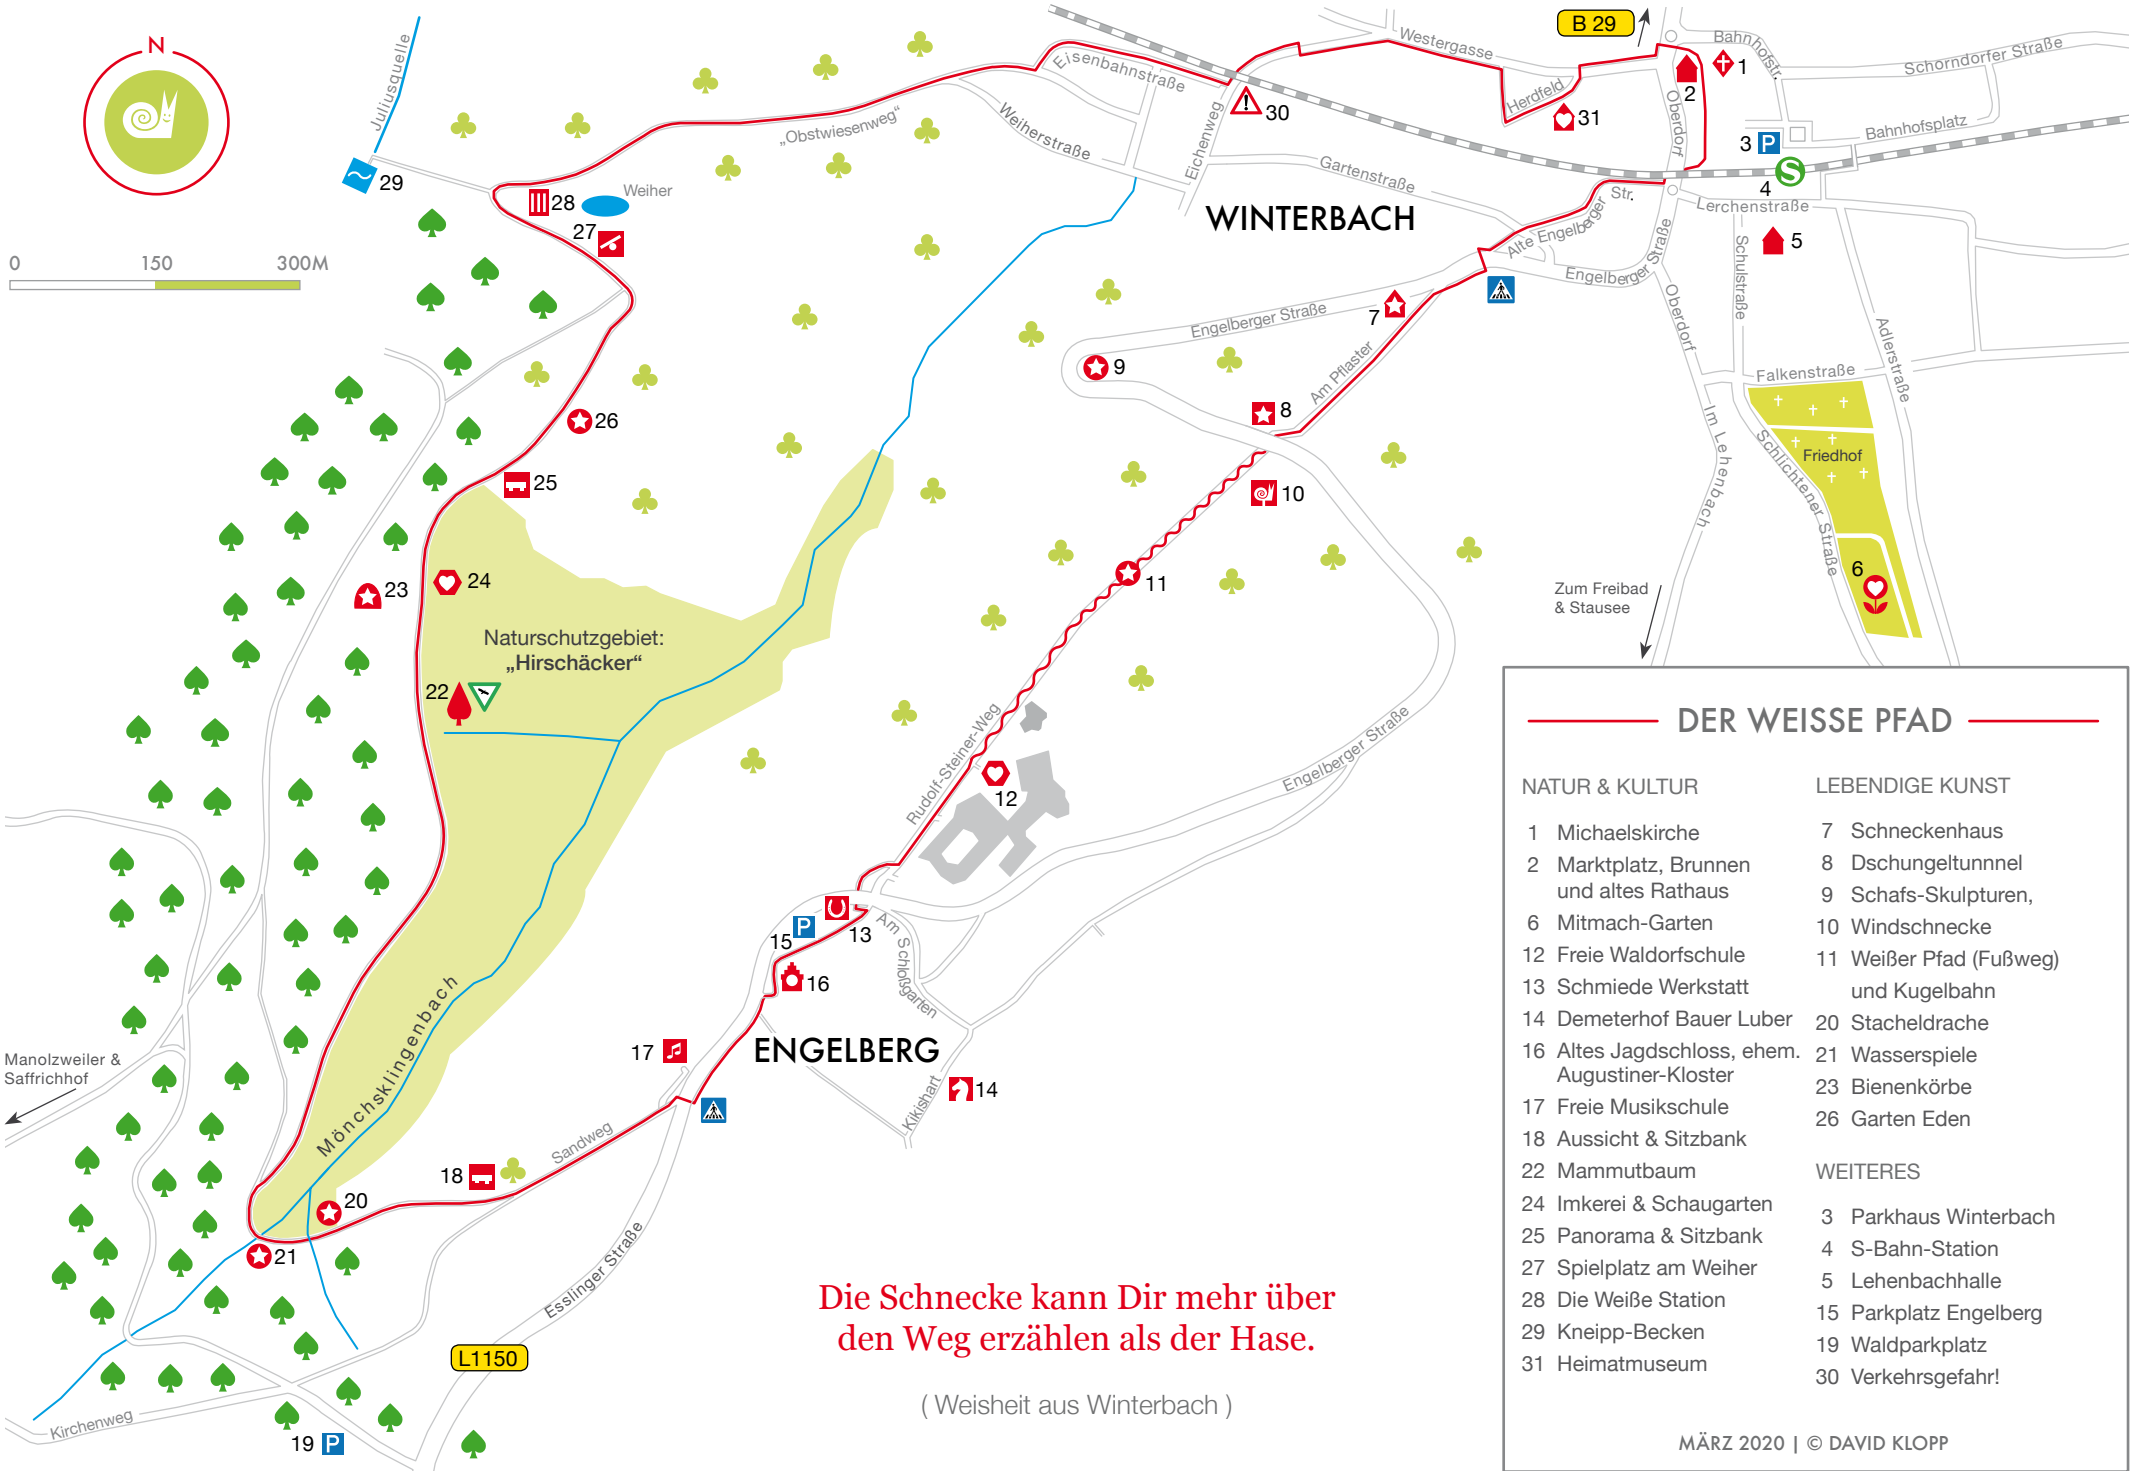 N
Juliusquelle
29
0 150 300M
28
Weiher
27
„Obstwiesenweg“
Eisenbahnstraße
Weiherstraße
Eichenweg
30
Westergasse
Herdfeld
31
B 29
Bahnhofstr.
1
2
Oberdorf
Schorndorfer Straße
Bahnhofsplatz
3 P
S
4
Lerchenstraße
5
Gartenstraße
WINTERBACH
Alte Engelberger Str.
Engelberger Straße
Schulstraße
Oberdorf
Adlerstraße
Engelberger Straße
7
9
Am Pflaster
8
10
11
Falkenstraße
Friedhof
Schlichtener Straße
Im Lehenbach
6
Zum Freibad
& Stausee
26
25
23
24
Naturschutzgebiet:
„Hirschäcker“
22
Rudolf-Steiner-Weg
12
Engelberger Straße
13
P
15
16
Am Schloßgarten
ENGELBERG
17
14
Kikishart
Mönchsklingenbach
Manolzweiler &
Saffrichhof
Sandweg
18
20
21
Esslinger Straße
L1150
Kirchenweg
19 P
Die Schnecke kann Dir mehr über
den Weg erzählen als der Hase.
( Weisheit aus Winterbach )
DER WEISSE PFAD
NATUR & KULTUR
1 Michaelskirche
2 Marktplatz, Brunnen
und altes Rathaus
6 Mitmach-Garten
12 Freie Waldorfschule
13 Schmiede Werkstatt
14 Demeterhof Bauer Luber
16 Altes Jagdschloss, ehem.
Augustiner-Kloster
17 Freie Musikschule
18 Aussicht & Sitzbank
22 Mammutbaum
24 Imkerei & Schaugarten
25 Panorama & Sitzbank
27 Spielplatz am Weiher
28 Die Weiße Station
29 Kneipp-Becken
31 Heimatmuseum
LEBENDIGE KUNST
7 Schneckenhaus
8 Dschungeltunnnel
9 Schafs-Skulpturen,
10 Windschnecke
11 Weißer Pfad (Fußweg)
und Kugelbahn
20 Stacheldrache
21 Wasserspiele
23 Bienenkörbe
26 Garten Eden
WEITERES
3 Parkhaus Winterbach
4 S-Bahn-Station
5 Lehenbachhalle
15 Parkplatz Engelberg
19 Waldparkplatz
30 Verkehrsgefahr!
MÄRZ 2020 | © DAVID KLOPP